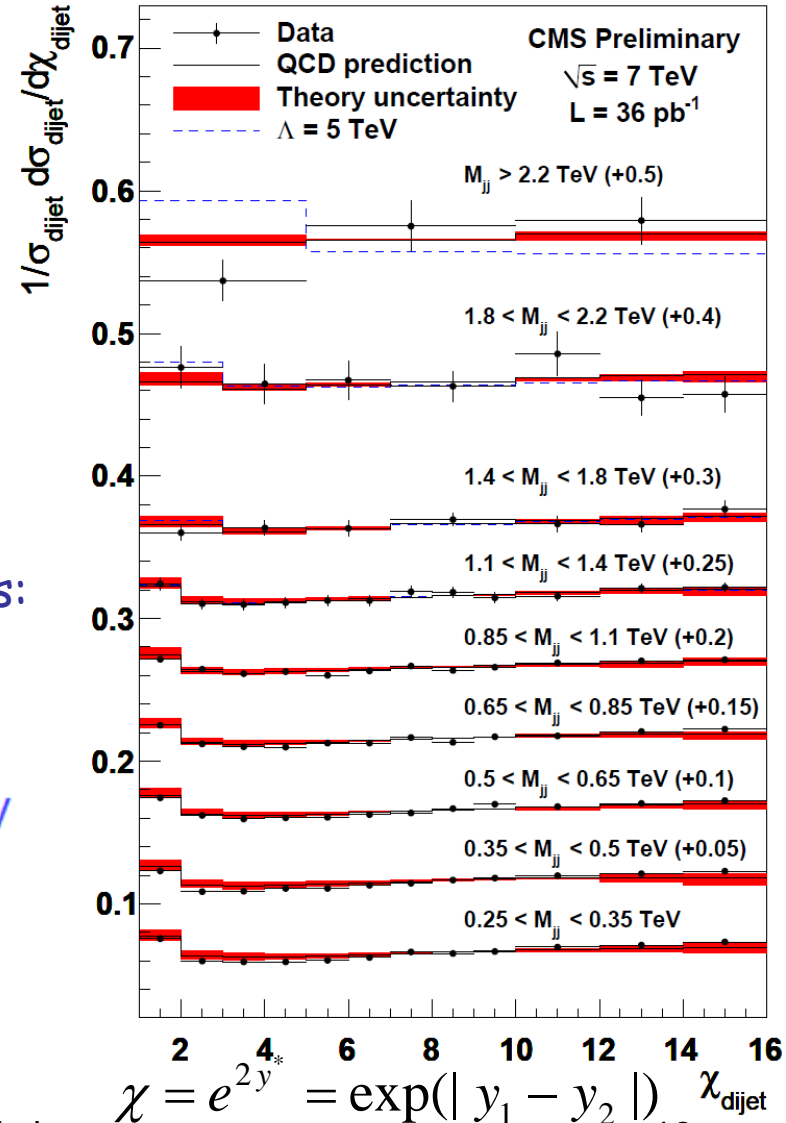 1/σ_dijet dσ_dijet/dχ_dijet
Data
QCD prediction
Theory uncertainty
Λ = 5 TeV
CMS Preliminary
√s = 7 TeV
L = 36 pb⁻¹
0.7
0.6
0.5
0.4
0.3
0.2
0.1
M_jj > 2.2 TeV (+0.5)
1.8 < M_jj < 2.2 TeV (+0.4)
1.4 < M_jj < 1.8 TeV (+0.3)
1.1 < M_jj < 1.4 TeV (+0.25)
0.85 < M_jj < 1.1 TeV (+0.2)
0.65 < M_jj < 0.85 TeV (+0.15)
0.5 < M_jj < 0.65 TeV (+0.1)
0.35 < M_jj < 0.5 TeV (+0.05)
0.25 < M_jj < 0.35 TeV
s:
2 4 6 8 10 12 14 16
χ_dijet
χ = e^{2y*} = exp(| y₁ − y₂ |)